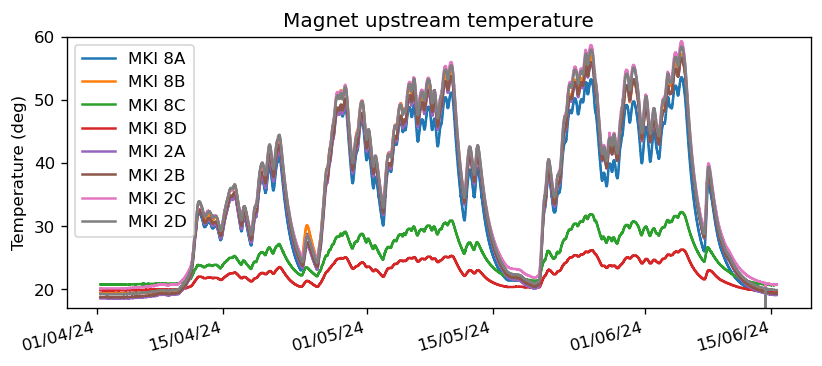 Magnet upstream temperature
Temperature (deg)
60
50
40
30
20
MKI 8A
MKI 8B
MKI 8C
MKI 8D
MKI 2A
MKI 2B
MKI 2C
MKI 2D
01/04/24
15/04/24
01/05/24
15/05/24
01/06/24
15/06/24